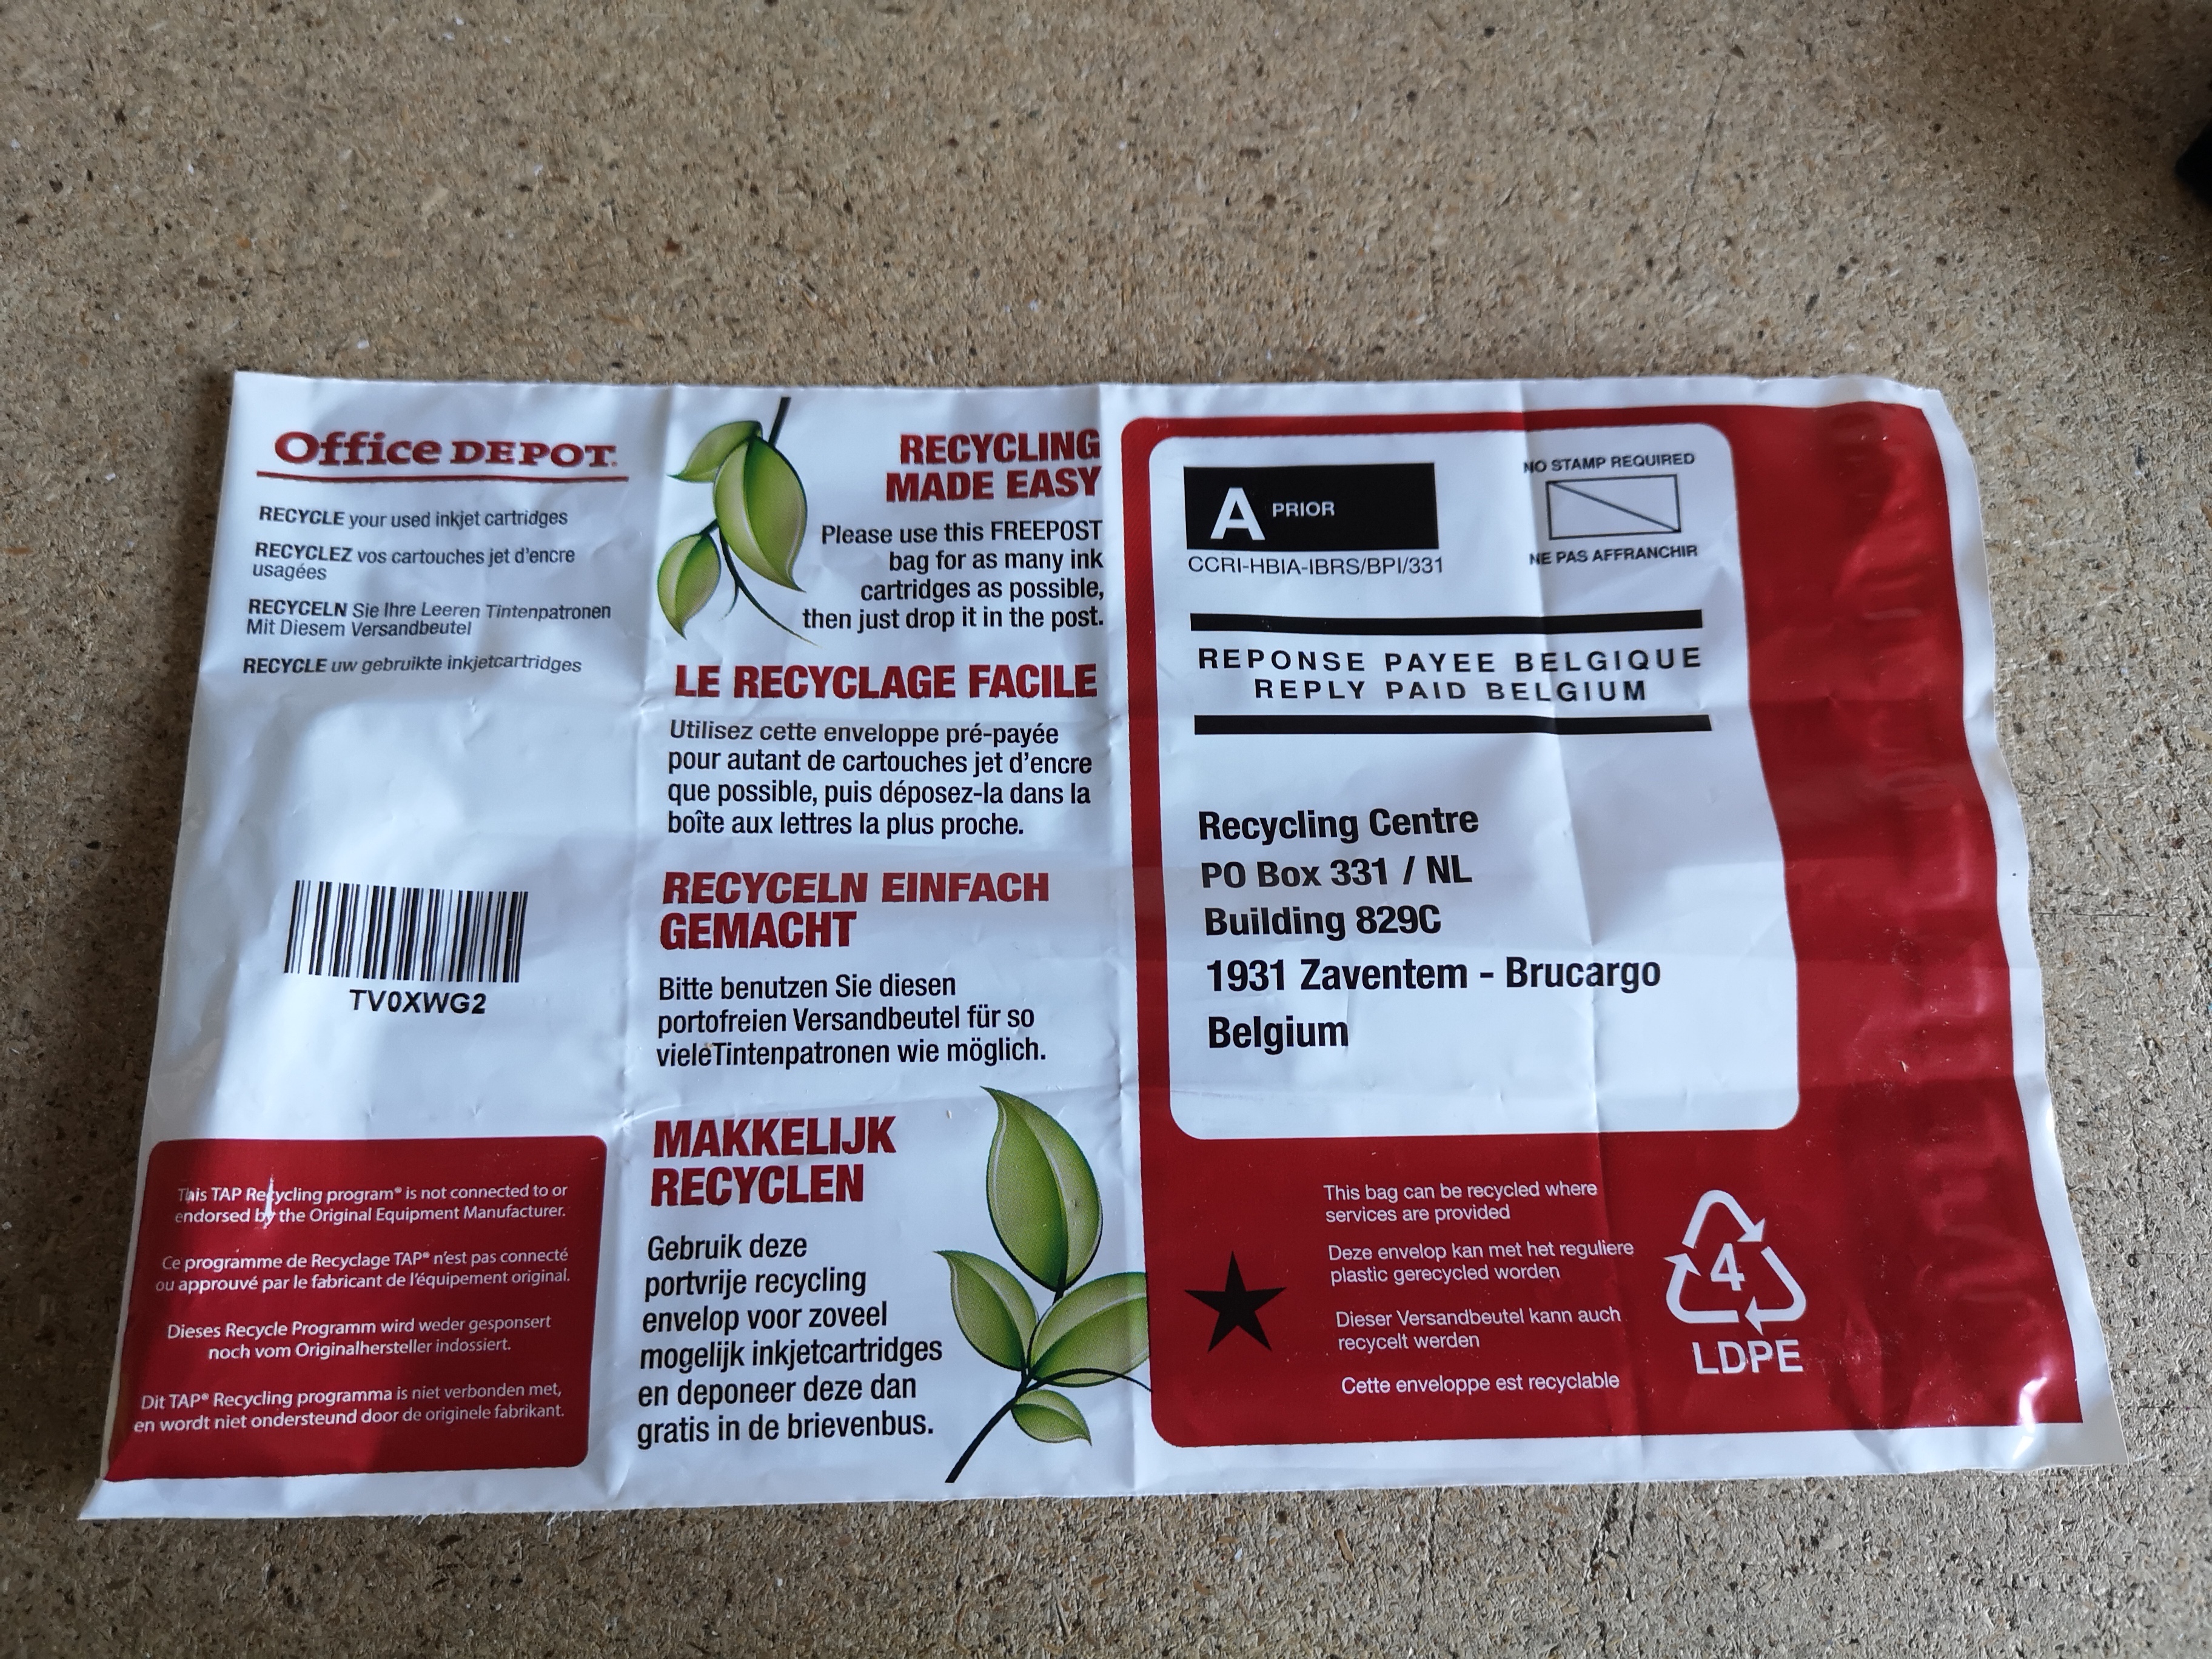 Office DEPOT.
RECYCLE your used inkjet cartridges
RECYCLEZ vos cartouches jet d'encre
usagées
RECYCELN Sie Ihre Leeren Tintenpatronen
Mit Diesem Versandbeutel
RECYCLE uw gebruikte inkjetcartridges
TV0XWG2
This TAP Recycling program® is not connected to or
endorsed by the Original Equipment Manufacturer.
Ce programme de Recyclage TAP® n'est pas connecté
ou approuvé par le fabricant de l'équipement original.
Dieses Recycle Programm wird weder gesponsert
noch vom Originalhersteller indossiert.
Dit TAP® Recycling programma is niet verbonden met,
en wordt niet ondersteund door de originele fabrikant.
RECYCLING
MADE EASY
Please use this FREEPOST
bag for as many ink
cartridges as possible,
then just drop it in the post.
LE RECYCLAGE FACILE
Utilisez cette enveloppe pré-payée
pour autant de cartouches jet d'encre
que possible, puis déposez-la dans la
boîte aux lettres la plus proche.
RECYCELN EINFACH
GEMACHT
Bitte benutzen Sie diesen
portofreien Versandbeutel für so
vieleTintenpatronen wie möglich.
MAKKELIJK
RECYCLEN
Gebruik deze
portvrije recycling
envelop voor zoveel
mogelijk inkjetcartridges
en deponeer deze dan
gratis in de brievenbus.
A PRIOR
CCRI-HBIA-IBRS/BPI/331
NO STAMP REQUIRED
NE PAS AFFRANCHIR
REPONSE PAYEE BELGIQUE
REPLY PAID BELGIUM
Recycling Centre
PO Box 331 / NL
Building 829C
1931 Zaventem - Brucargo
Belgium
This bag can be recycled where
services are provided
Deze envelop kan met het reguliere
plastic gerecycled worden
Dieser Versandbeutel kann auch
recycelt werden
Cette enveloppe est recyclable
4
LDPE